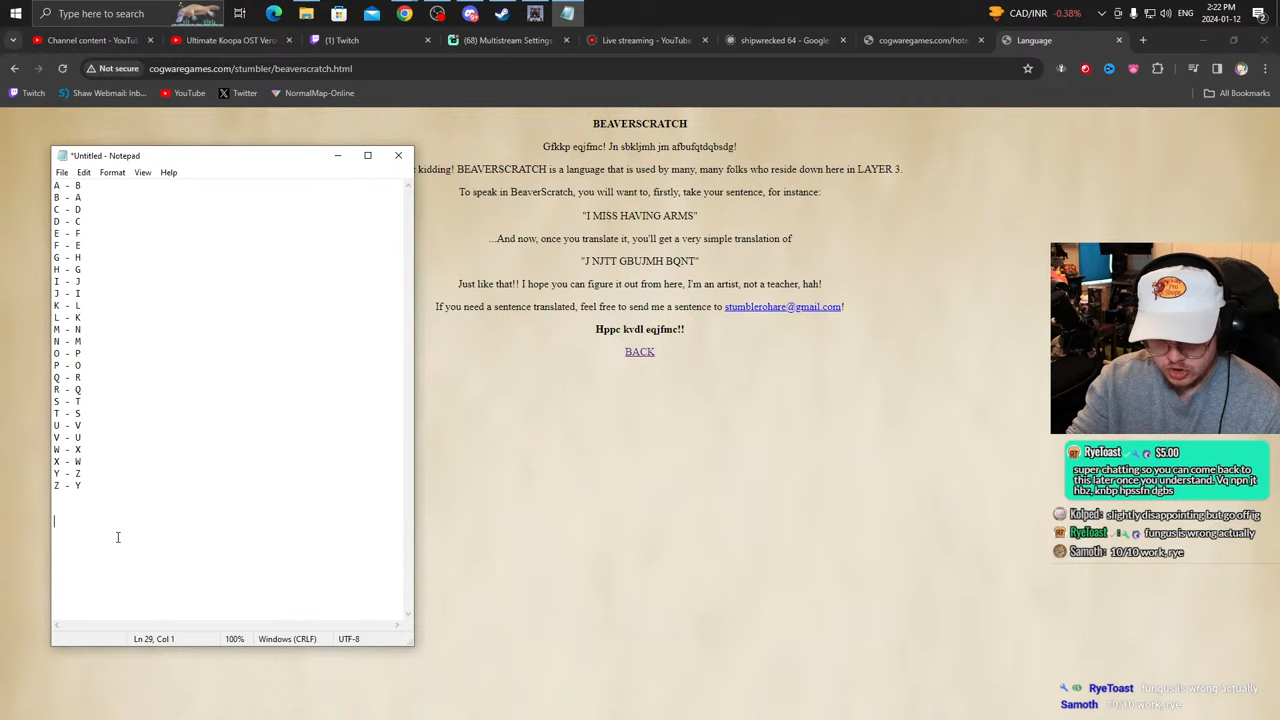 Type here to search
CAD/INR -0.38%
ENG
2:22 PM
2024-01-12
Channel content - YouTu
Ultimate Koopa OST Vers
(1) Twitch
(68) Multistream Settings
Live streaming - YouTube
shipwrecked 64 - Google
cogwaregames.com/hote
Language
Not secure
cogwaregames.com/stumbler/beaverscratch.html
Twitch
Shaw Webmail: Inb...
YouTube
Twitter
NormalMap-Online
All Bookmarks
BEAVERSCRATCH
Gfkkp eqjfmc! Jn sbkljmh jm afbufqtdqbsdg!
kidding! BEAVERSCRATCH is a language that is used by many, many folks who reside down here in LAYER 3.
To speak in BeaverScratch, you will want to, firstly, take your sentence, for instance:
"I MISS HAVING ARMS"
...And now, once you translate it, you'll get a very simple translation of
"J NJTT GBUJMH BQNT"
Just like that!! I hope you can figure it out from here, I'm an artist, not a teacher, hah!
If you need a sentence translated, feel free to send me a sentence to stumblerohare@gmail.com!
Hppc kvdl eqjfmc!!
BACK
*Untitled - Notepad
File Edit Format View Help
A - B
B - A
C - D
D - C
E - F
F - E
G - H
H - G
I - J
J - I
K - L
L - K
M - N
N - M
O - P
P - O
Q - R
R - Q
S - T
T - S
U - V
V - U
W - X
X - W
Y - Z
Z - Y
Ln 29, Col 1
100%
Windows (CRLF)
UTF-8
RyeToast $5.00
super chatting so you can come back to
this later once you understand. Vq npn jt
hbz, knbp hpssfn dgbs
Kolped: slightly disappointing but go off ig
RyeToast : fungus is wrong actually
Samoth: 10/10 work, rye
RyeToast fungus is wrong actually
Samoth 10/10 work, rye